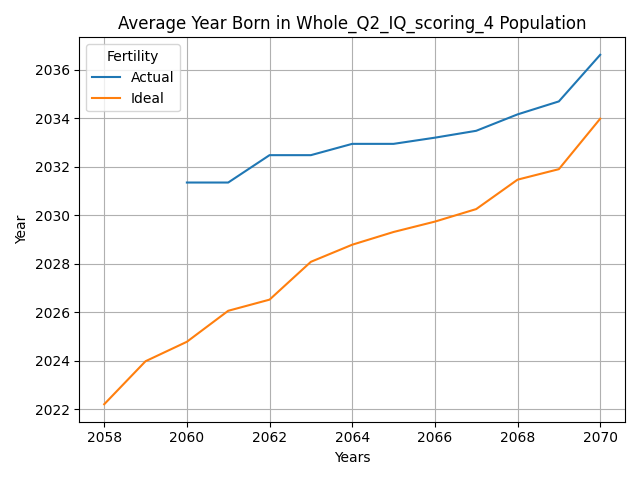 Average Year Born in Whole_Q2_IQ_scoring_4 Population
Fertility
Actual
Ideal
Year
2036
2034
2032
2030
2028
2026
2024
2022
2058
2060
2062
2064
2066
2068
2070
Years